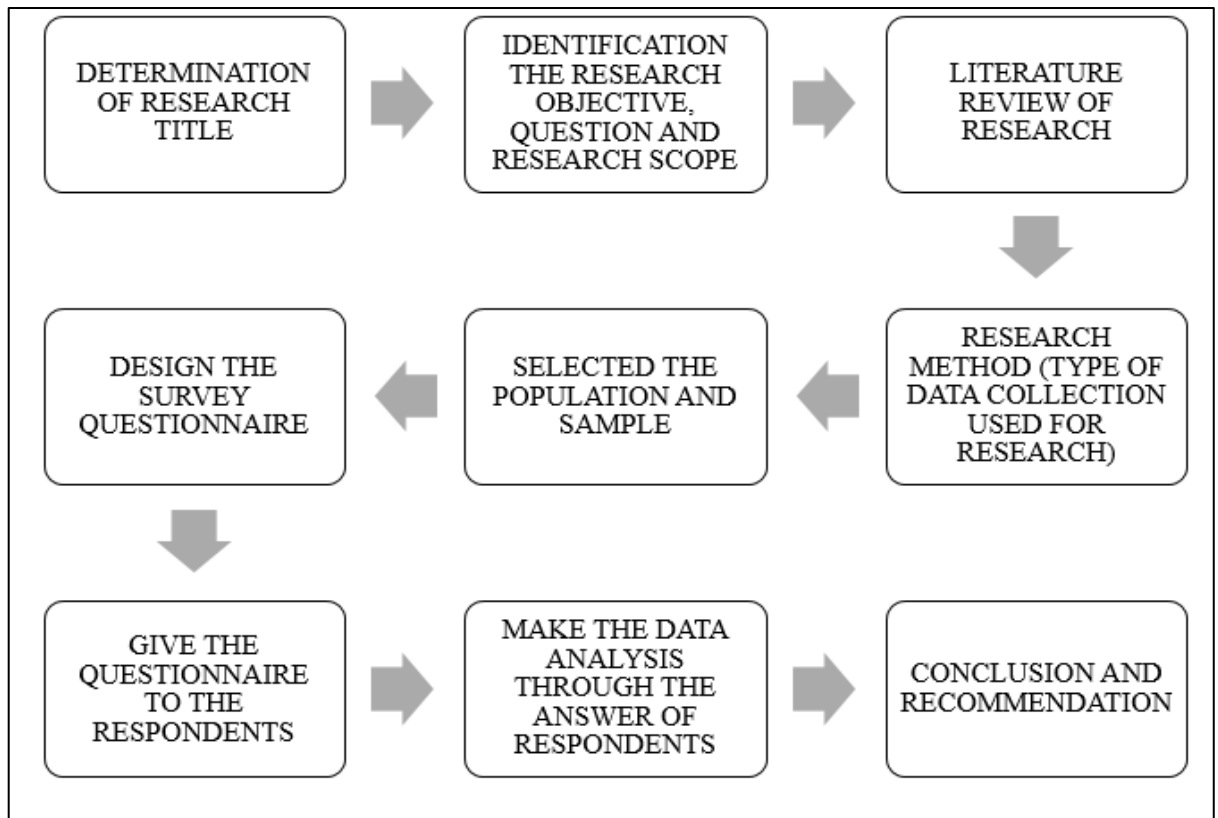 DETERMINATION
OF RESEARCH
TITLE
IDENTIFICATION
THE RESEARCH
OBJECTIVE,
QUESTION AND
RESEARCH SCOPE
LITERATURE
REVIEW OF
RESEARCH
RESEARCH
METHOD (TYPE OF
DATA COLLECTION
USED FOR
RESEARCH)
SELECTED THE
POPULATION AND
SAMPLE
DESIGN THE
SURVEY
QUESTIONNAIRE
GIVE THE
QUESTIONNAIRE
TO THE
RESPONDENTS
MAKE THE DATA
ANALYSIS
THROUGH THE
ANSWER OF
RESPONDENTS
CONCLUSION AND
RECOMMENDATION